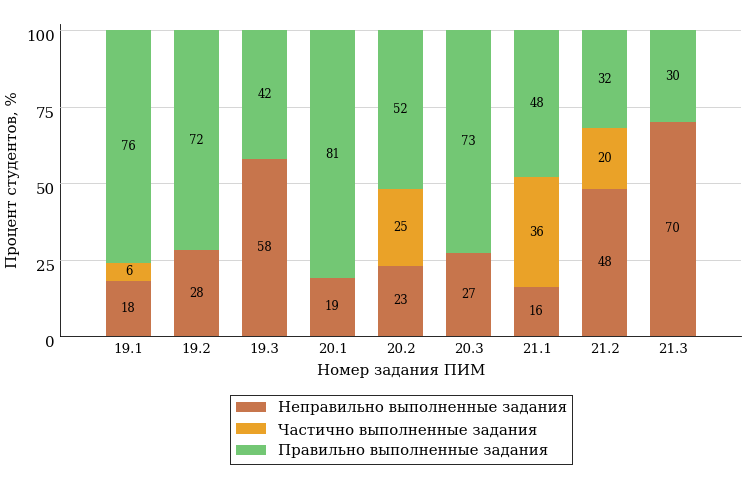 Процент студентов, %
100
75
50
25
0
76 72 42 81 52 73 48 32 30
6 25 36 20
18 28 58 19 23 27 16 48 70
19.1 19.2 19.3 20.1 20.2 20.3 21.1 21.2 21.3
Номер задания ПИМ
Неправильно выполненные задания
Частично выполненные задания
Правильно выполненные задания